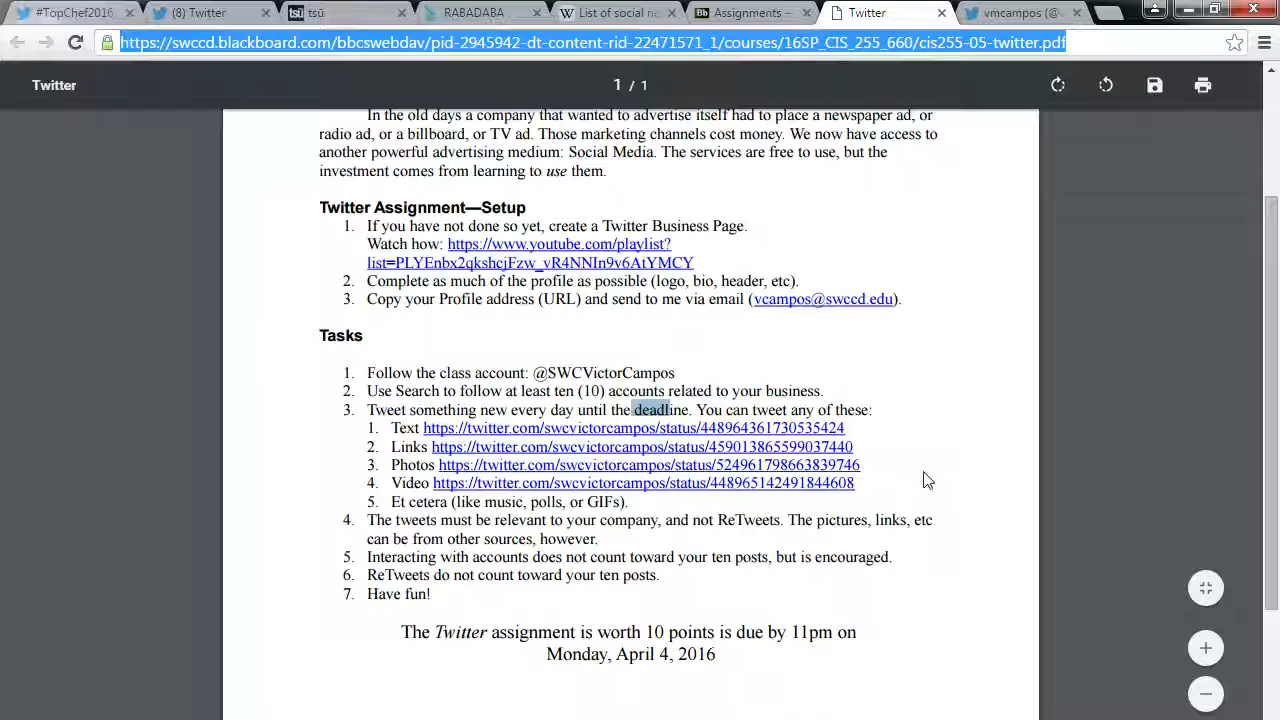 #TopChef2016
(8) Twitter
tsū tsū
RABADABA
W List of social ne
Bb Assignments –
Twitter
vmcampos (@
https://swccd.blackboard.com/bbcswebdav/pid-2945942-dt-content-rid-22471571_1/courses/16SP_CIS_255_660/cis255-05-twitter.pdf
Twitter
1 / 1
In the old days a company that wanted to advertise itself had to place a newspaper ad, or
radio ad, or a billboard, or TV ad. Those marketing channels cost money. We now have access to
another powerful advertising medium: Social Media. The services are free to use, but the
investment comes from learning to use them.
Twitter Assignment—Setup
1. If you have not done so yet, create a Twitter Business Page.
Watch how: https://www.youtube.com/playlist?
list=PLYEnbx2qkshcjFzw_vR4NNIn9v6AtYMCY
2. Complete as much of the profile as possible (logo, bio, header, etc).
3. Copy your Profile address (URL) and send to me via email (vcampos@swccd.edu).
Tasks
1. Follow the class account: @SWCVictorCampos
2. Use Search to follow at least ten (10) accounts related to your business.
3. Tweet something new every day until the deadline. You can tweet any of these:
1. Text https://twitter.com/swcvictorcampos/status/448964361730535424
2. Links https://twitter.com/swcvictorcampos/status/459013865599037440
3. Photos https://twitter.com/swcvictorcampos/status/524961798663839746
4. Video https://twitter.com/swcvictorcampos/status/448965142491844608
5. Et cetera (like music, polls, or GIFs).
4. The tweets must be relevant to your company, and not ReTweets. The pictures, links, etc
can be from other sources, however.
5. Interacting with accounts does not count toward your ten posts, but is encouraged.
6. ReTweets do not count toward your ten posts.
7. Have fun!
The Twitter assignment is worth 10 points is due by 11pm on
Monday, April 4, 2016